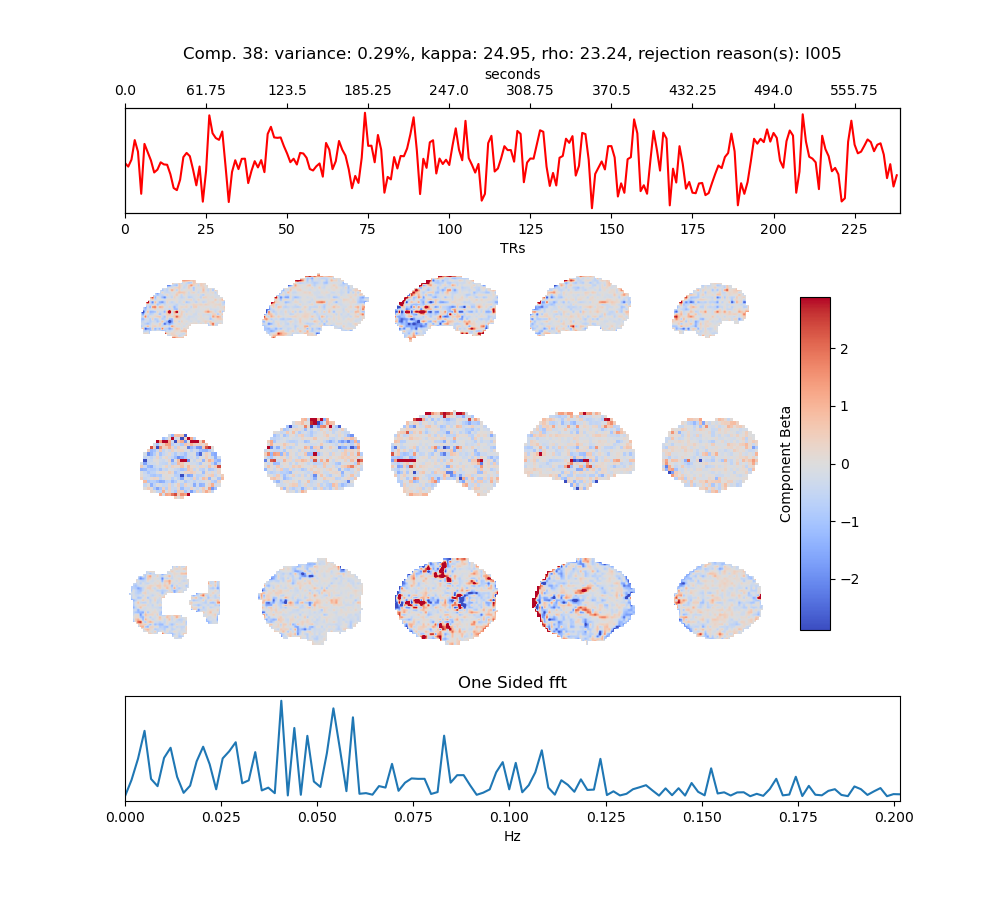 Comp. 38: variance: 0.29%, kappa: 24.95, rho: 23.24, rejection reason(s): I005
seconds
0.0 61.75 123.5 185.25 247.0 308.75 370.5 432.25 494.0 555.75
0 25 50 75 100 125 150 175 200 225
TRs
2
1
0
−1
−2
Component Beta
One Sided fft
0.000 0.025 0.050 0.075 0.100 0.125 0.150 0.175 0.200
Hz